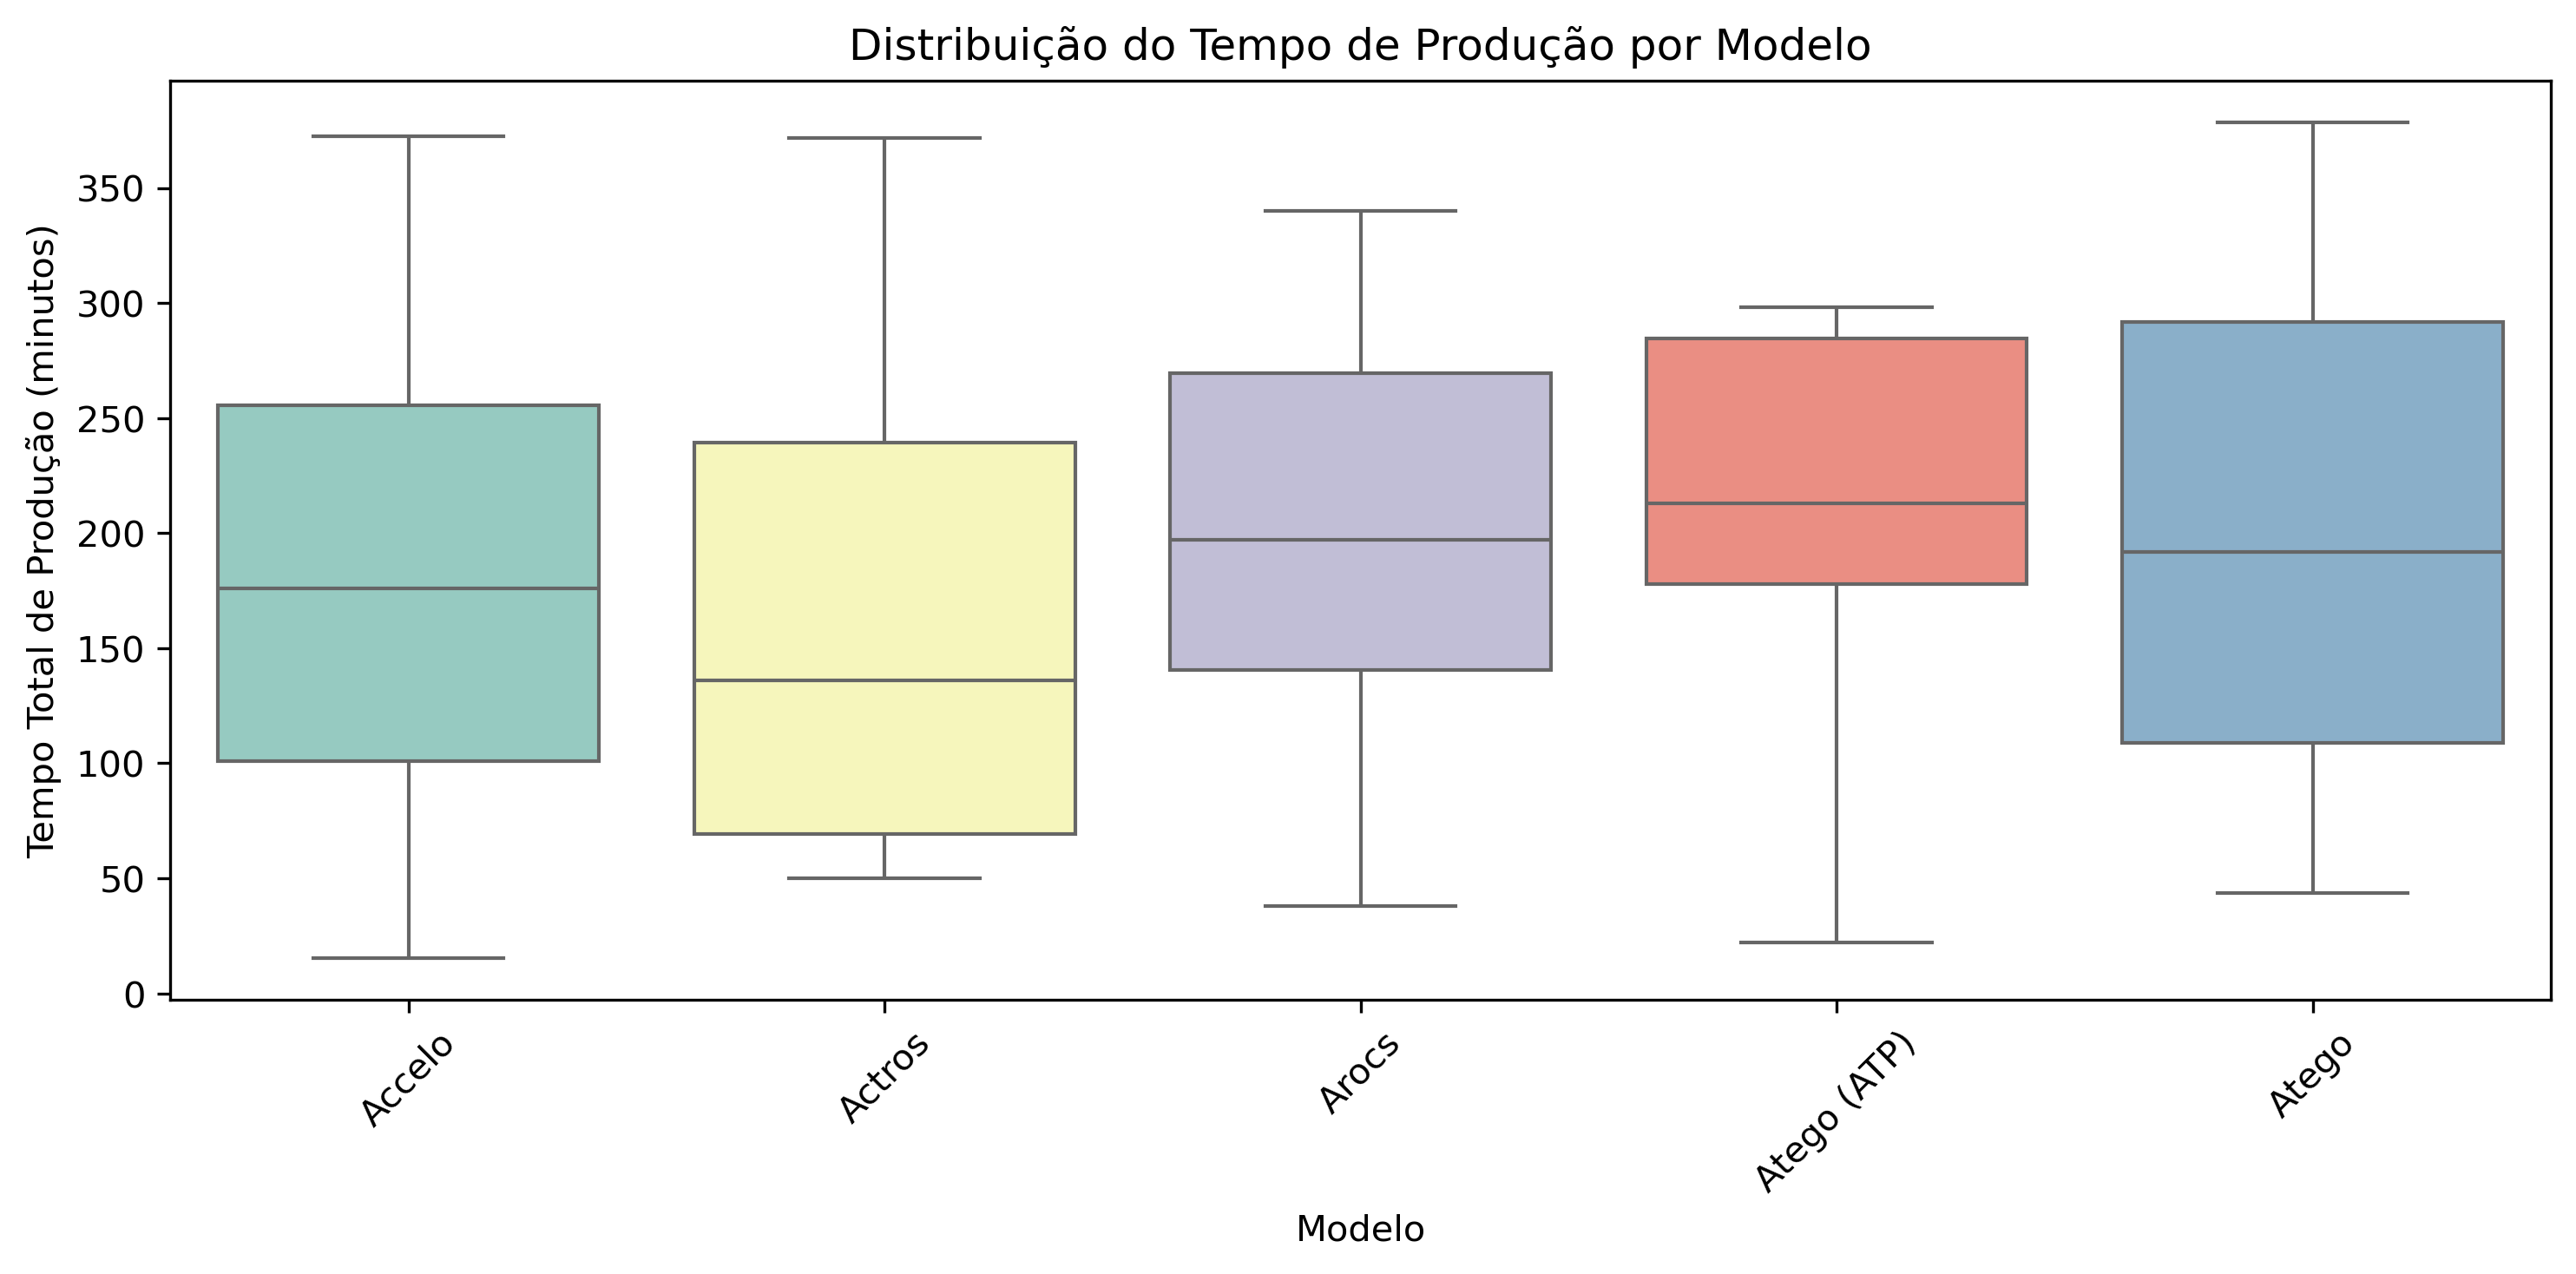 Distribuição do Tempo de Produção por Modelo
Tempo Total de Produção (minutos)
350
300
250
200
150
100
50
0
Accelo
Actros
Arocs
Atego (ATP)
Atego
Modelo